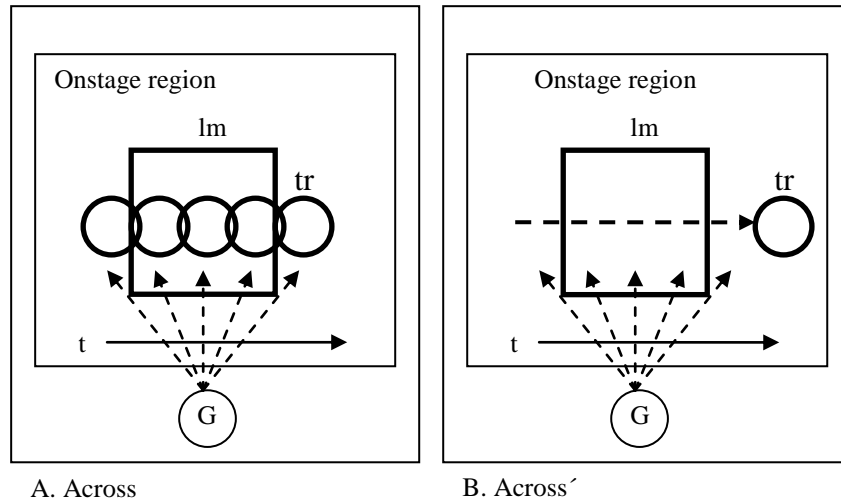 Onstage region
lm
tr
t
G
A. Across
Onstage region
lm
tr
t
G
B. Across´